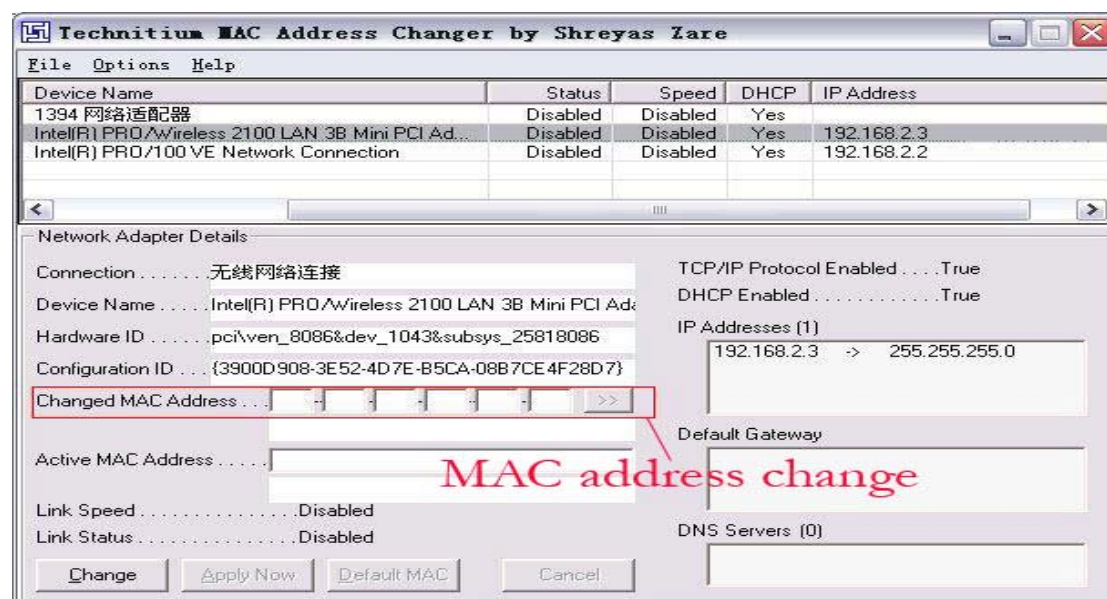 Technitium MAC Address Changer by Shreyas Zare
File Options Help
Device Name Status Speed DHCP IP Address
1394 网络适配器 Disabled Disabled Yes
Intel(R) PRO/Wireless 2100 LAN 3B Mini PCI Ad... Disabled Disabled Yes 192.168.2.3
Intel(R) PRO/100 VE Network Connection Disabled Disabled Yes 192.168.2.2
Network Adapter Details
Connection . . . . . . . 无线网络连接
Device Name . . . . . Intel(R) PRO/Wireless 2100 LAN 3B Mini PCI Ada
Hardware ID . . . . . . pci\ven_8086&dev_1043&subsys_25818086
Configuration ID . . . {3900D908-3E52-4D7E-B5CA-08B7CE4F28D7}
Changed MAC Address . . . - - - - - >>
Active MAC Address . . . . .
Link Speed . . . . . . . . . . . . . . . Disabled
Link Status . . . . . . . . . . . . . . . Disabled
Change Apply Now Default MAC Cancel
TCP/IP Protocol Enabled . . . . True
DHCP Enabled . . . . . . . . . . . . True
IP Addresses (1)
192.168.2.3 -> 255.255.255.0
Default Gateway
MAC address change
DNS Servers (0)